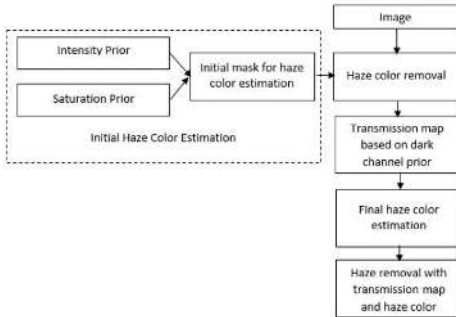 Image
Intensity Prior
Saturation Prior
Initial mask for haze
color estimation
Initial Haze Color Estimation
Haze color removal
Transmission map
based on dark
channel prior
Final haze color
estimation
Haze removal with
transmission map
and haze color